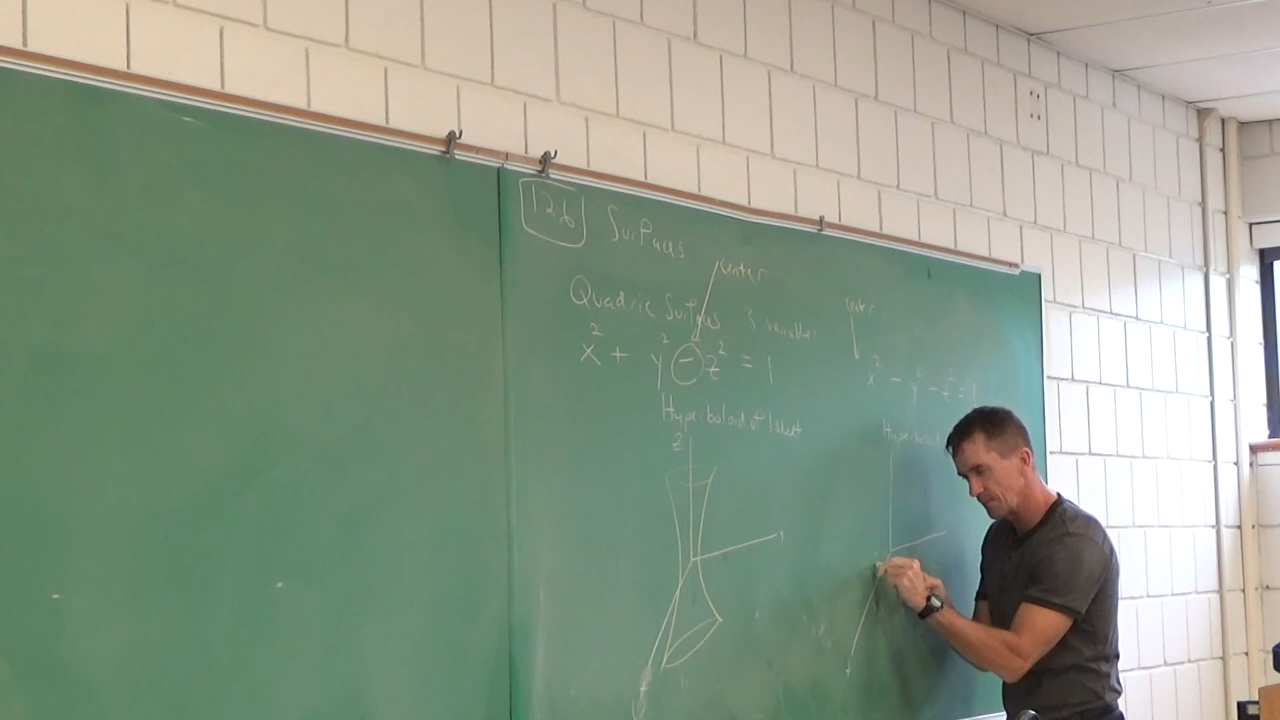 12.6 Surfaces
center
Quadric Surfaces 3 variables
x² + y² - z² = 1
Hyperboloid of 1 sheet
z
center
x² - y² - z² = 1
Hyperboloid